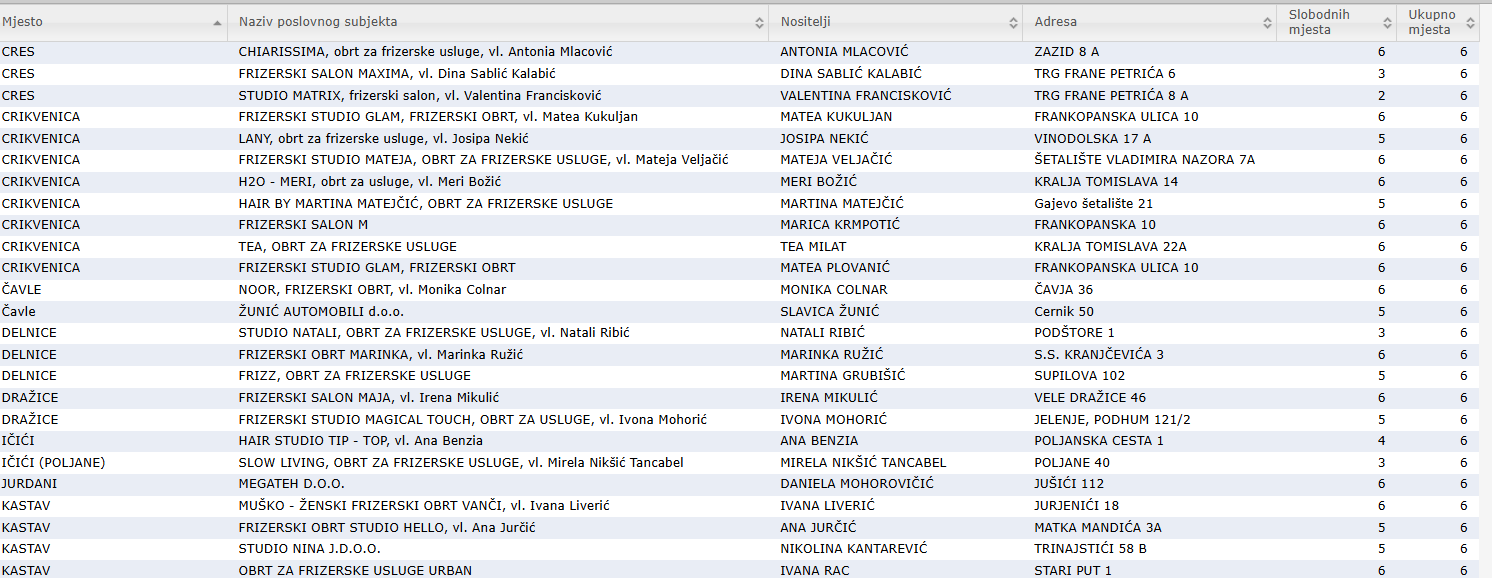 Mjesto Naziv poslovnog subjekta Nositelji Adresa Slobodnih mjesta Ukupno mjesta
CRES CHIARISSIMA, obrt za frizerske usluge, vl. Antonia Mlacović ANTONIA MLACOVIĆ ZAZID 8 A 6 6
CRES FRIZERSKI SALON MAXIMA, vl. Dina Sablić Kalabić DINA SABLIĆ KALABIĆ TRG FRANE PETRIĆA 6 3 6
CRES STUDIO MATRIX, frizerski salon, vl. Valentina Francisković VALENTINA FRANCISKOVIĆ TRG FRANE PETRIĆA 8 A 2 6
CRIKVENICA FRIZERSKI STUDIO GLAM, FRIZERSKI OBRT, vl. Matea Kukuljan MATEA KUKULJAN FRANKOPANSKA ULICA 10 6 6
CRIKVENICA LANY, obrt za frizerske usluge, vl. Josipa Nekić JOSIPA NEKIĆ VINODOLSKA 17 A 5 6
CRIKVENICA FRIZERSKI STUDIO MATEJA, OBRT ZA FRIZERSKE USLUGE, vl. Mateja Veljačić MATEJA VELJAČIĆ ŠETALIŠTE VLADIMIRA NAZORA 7A 6 6
CRIKVENICA H2O - MERI, obrt za usluge, vl. Meri Božić MERI BOŽIĆ KRALJA TOMISLAVA 14 6 6
CRIKVENICA HAIR BY MARTINA MATEJČIĆ, OBRT ZA FRIZERSKE USLUGE MARTINA MATEJČIĆ Gajevo šetalište 21 5 6
CRIKVENICA FRIZERSKI SALON M MARICA KRMPOTIĆ FRANKOPANSKA 10 6 6
CRIKVENICA TEA, OBRT ZA FRIZERSKE USLUGE TEA MILAT KRALJA TOMISLAVA 22A 6 6
CRIKVENICA FRIZERSKI STUDIO GLAM, FRIZERSKI OBRT MATEA PLOVANIĆ FRANKOPANSKA ULICA 10 6 6
ČAVLE NOOR, FRIZERSKI OBRT, vl. Monika Colnar MONIKA COLNAR ČAVJA 36 6 6
Čavle ŽUNIĆ AUTOMOBILI d.o.o. SLAVICA ŽUNIĆ Cernik 50 5 6
DELNICE STUDIO NATALI, OBRT ZA FRIZERSKE USLUGE, vl. Natali Ribić NATALI RIBIĆ PODŠTORE 1 3 6
DELNICE FRIZERSKI OBRT MARINKA, vl. Marinka Ružić MARINKA RUŽIĆ S.S. KRANJČEVIĆA 3 6 6
DELNICE FRIZZ, OBRT ZA FRIZERSKE USLUGE MARTINA GRUBIŠIĆ SUPILOVA 102 5 6
DRAŽICE FRIZERSKI SALON MAJA, vl. Irena Mikulić IRENA MIKULIĆ VELE DRAŽICE 46 6 6
DRAŽICE FRIZERSKI STUDIO MAGICAL TOUCH, OBRT ZA USLUGE, vl. Ivona Mohorić IVONA MOHORIĆ JELENJE, PODHUM 121/2 5 6
IČIĆI HAIR STUDIO TIP - TOP, vl. Ana Benzia ANA BENZIA POLJANSKA CESTA 1 4 6
IČIĆI (POLJANE) SLOW LIVING, OBRT ZA FRIZERSKE USLUGE, vl. Mirela Nikšić Tancabel MIRELA NIKŠIĆ TANCABEL POLJANE 40 3 6
JURDANI MEGATEH D.O.O. DANIELA MOHOROVIČIĆ JUŠIĆI 112 6 6
KASTAV MUŠKO - ŽENSKI FRIZERSKI OBRT VANČI, vl. Ivana Liverić IVANA LIVERIĆ JURJENIĆI 18 6 6
KASTAV FRIZERSKI OBRT STUDIO HELLO, vl. Ana Jurčić ANA JURČIĆ MATKA MANDIĆA 3A 5 6
KASTAV STUDIO NINA J.D.O.O. NIKOLINA KANTAREVIĆ TRINAJSTIĆI 58 B 5 6
KASTAV OBRT ZA FRIZERSKE USLUGE URBAN IVANA RAC STARI PUT 1 6 6